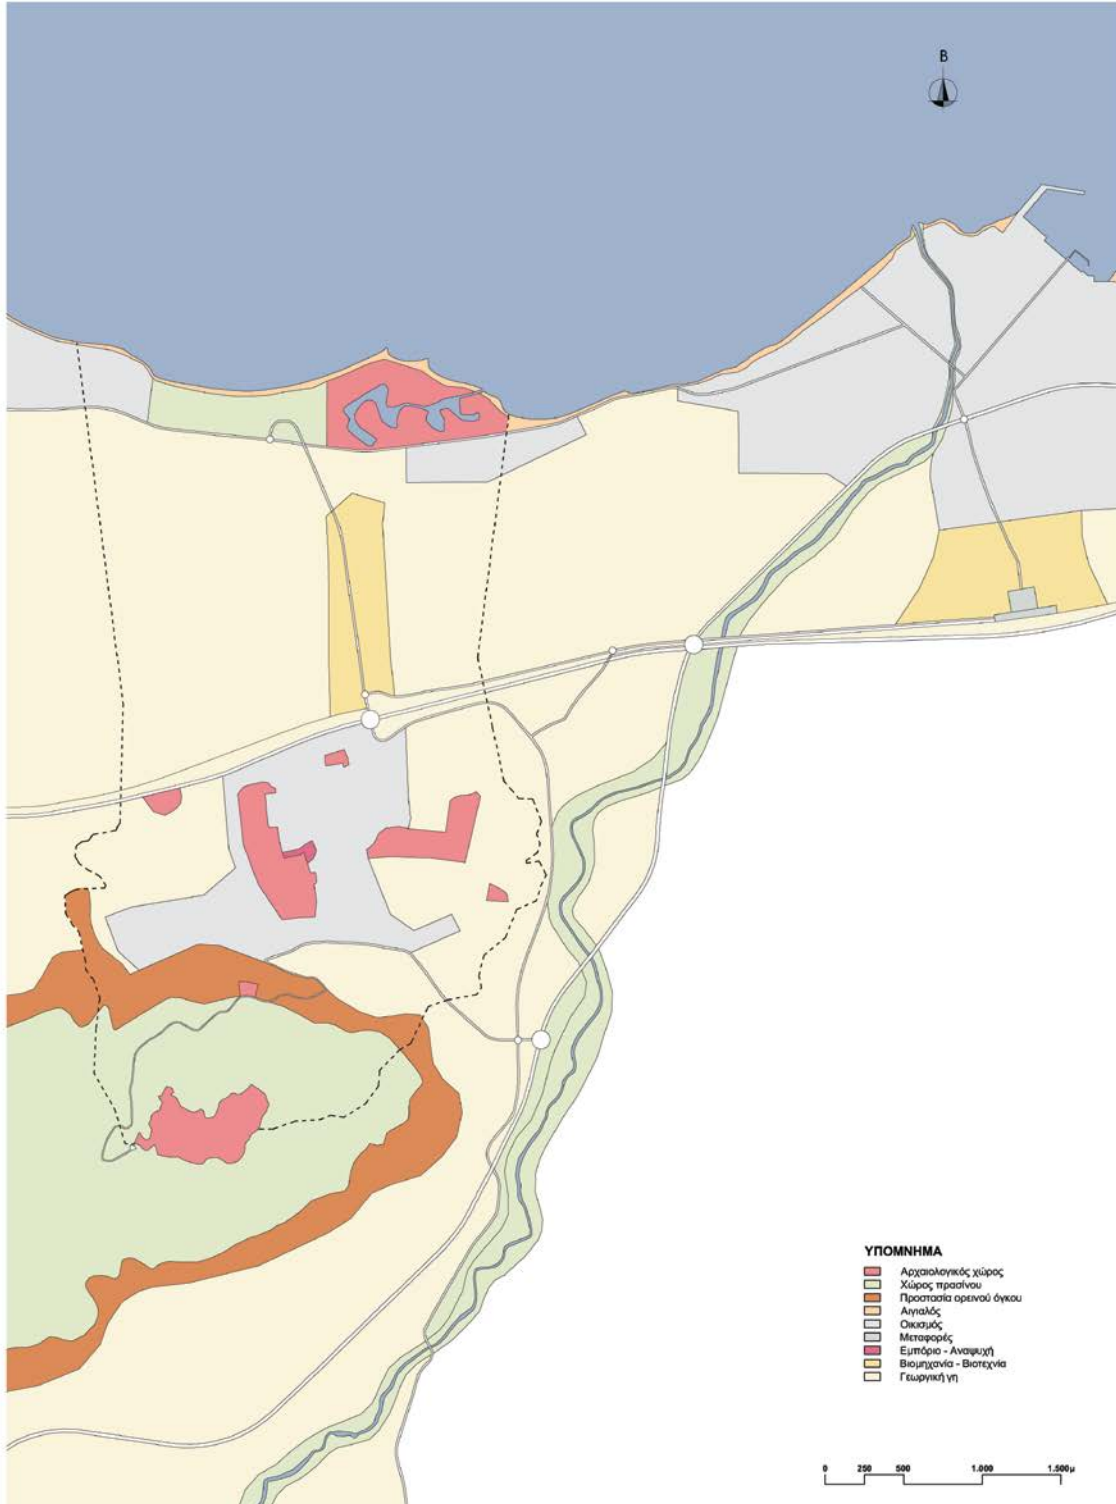 Β
ΥΠΟΜΝΗΜΑ
Αρχαιολογικός χώρος
Χώρος πρασίνου
Προστασία ορεινού όγκου
Αιγιαλός
Οικισμός
Μεταφορές
Εμπόριο - Αναψυχή
Βιομηχανία - Βιοτεχνία
Γεωργική γη
0 250 500 1.000 1.500μ